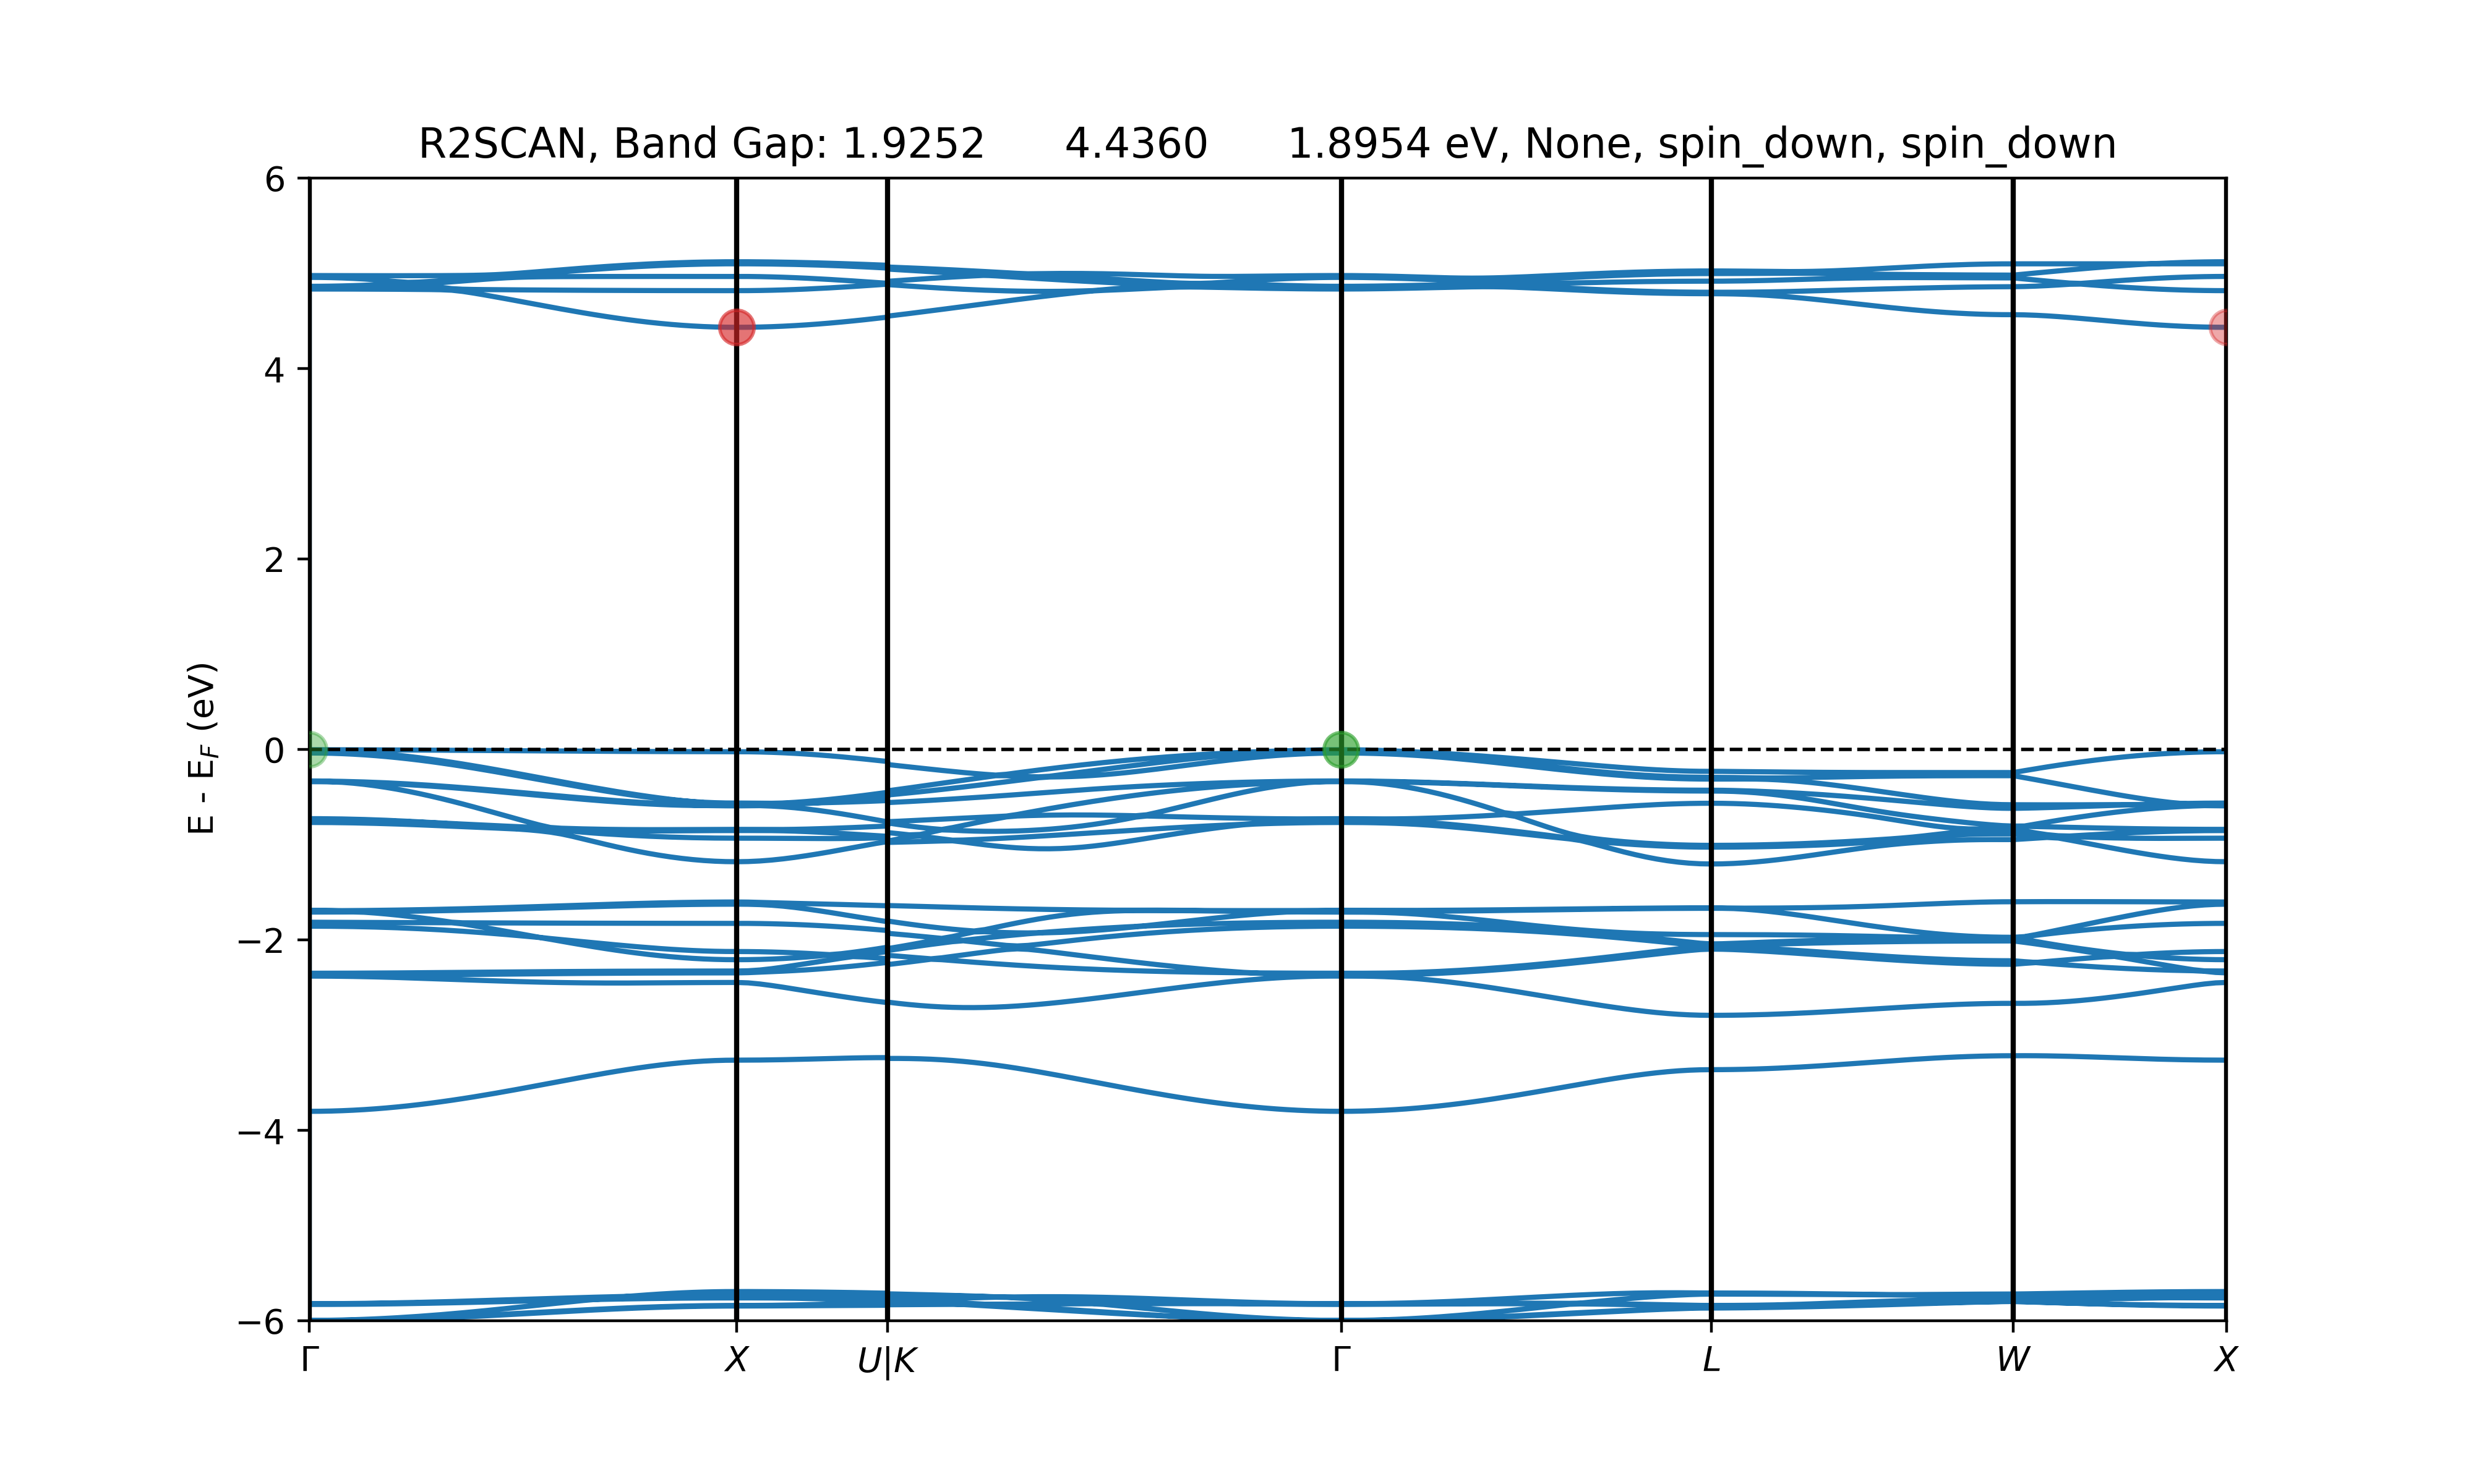 R2SCAN, Band Gap: 1.9252 4.4360 1.8954 eV, None, spin_down, spin_down
E - E_F (eV)
6
4
2
0
−2
−4
−6
Γ X U|K Γ L W X